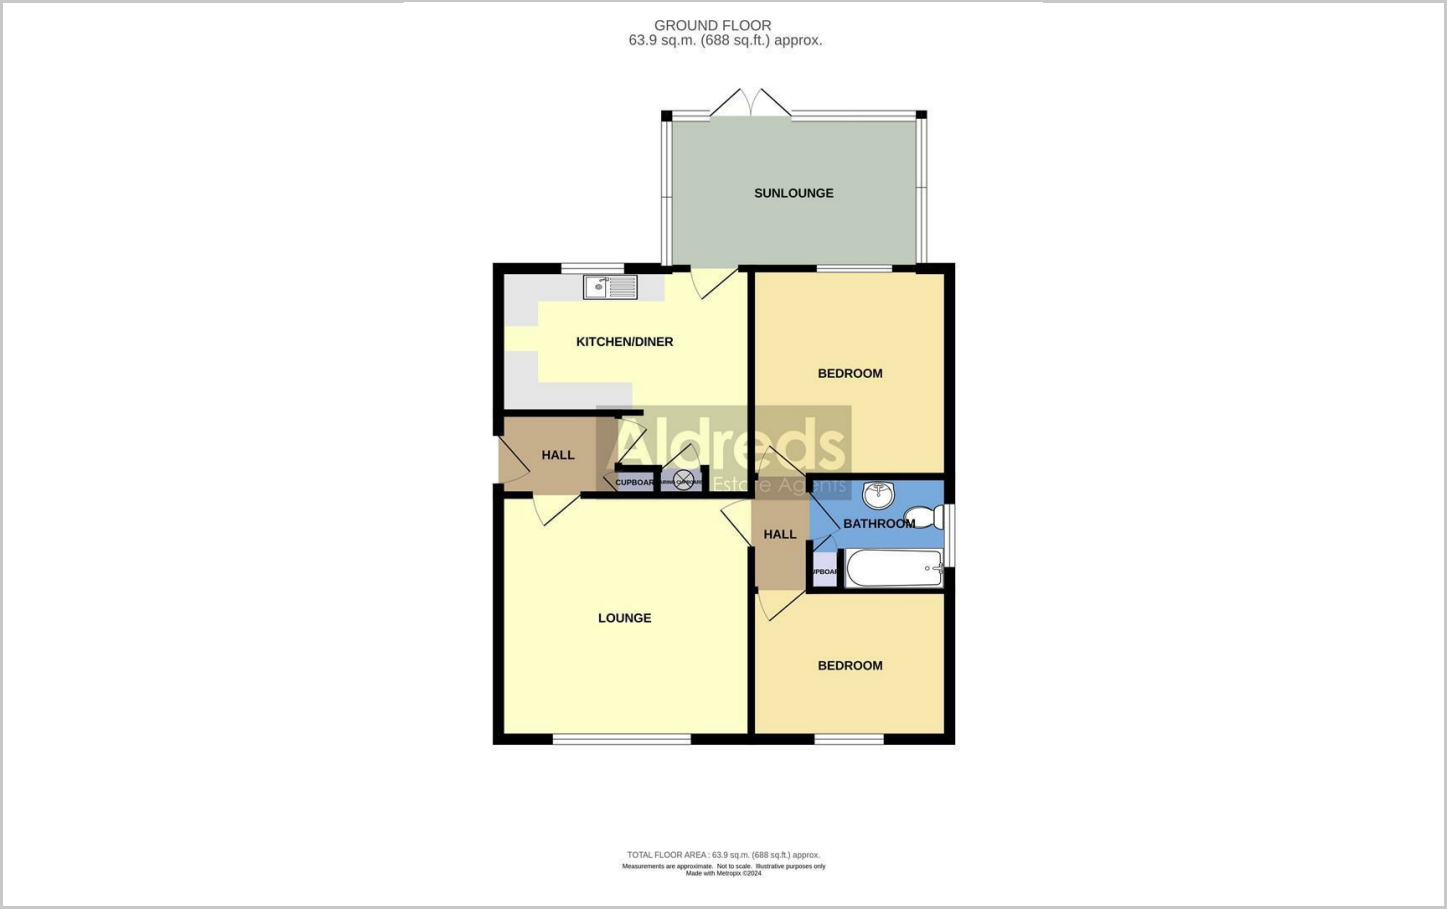 GROUND FLOOR
63.9 sq.m. (688 sq.ft.) approx.
SUNLOUNGE
KITCHEN/DINER
BEDROOM
Aldreds
Estate Agents
HALL
CUPBOAR
BATHROOM
HALL
UPBOAR
LOUNGE
BEDROOM
TOTAL FLOOR AREA : 63.9 sq.m. (688 sq.ft.) approx.
Measurements are approximate. Not to scale. Illustrative purposes only
Made with Metropix ©2024